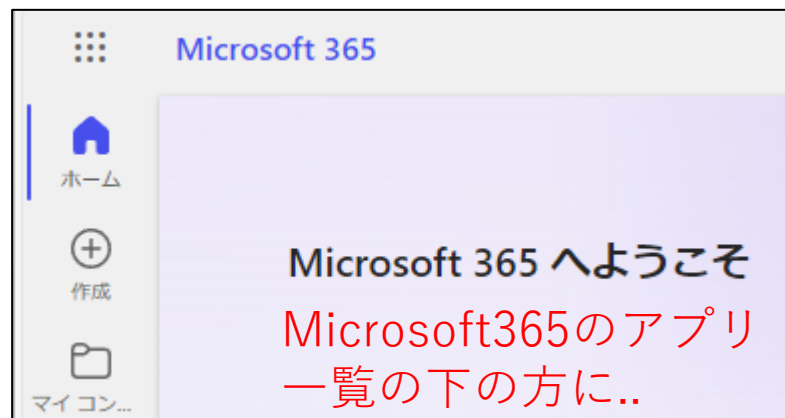 Microsoft 365
ホーム
作成
マイ コン...
Microsoft 365 へようこそ
Microsoft365のアプリ
一覧の下の方に..